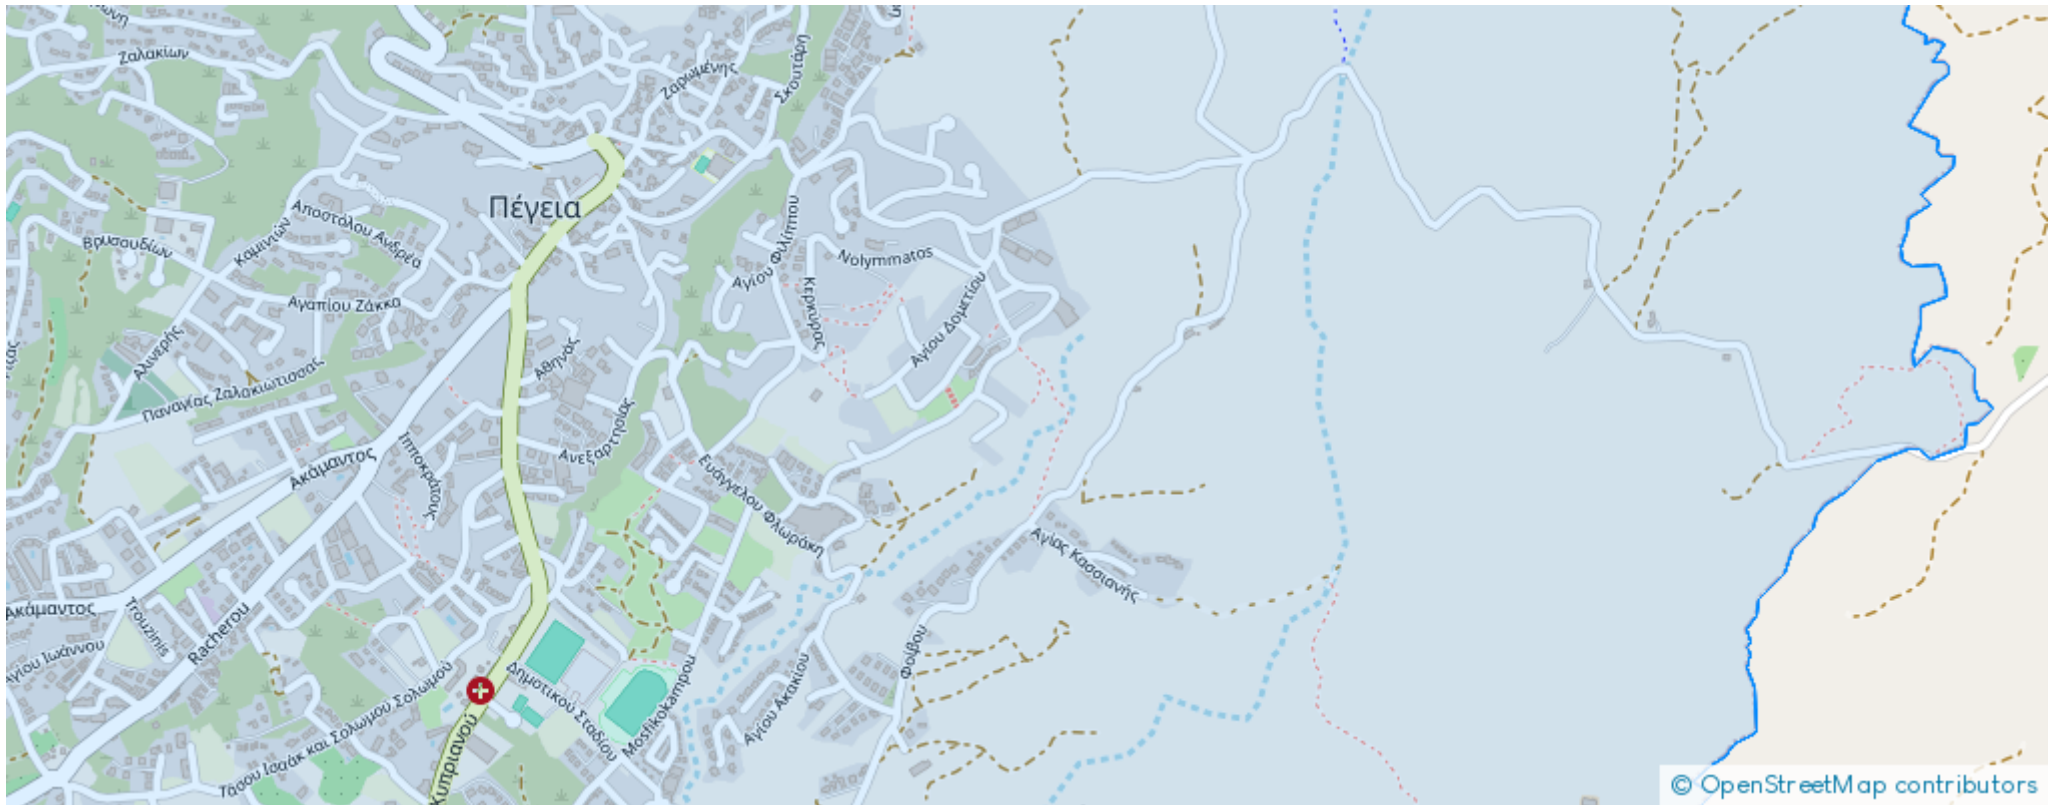 Ζαλακίων
Ζαρωμένης
Σκουτάρη
Πέγεια
Αποστόλου Ανδρέα
Καμινιών
Βρυσουδίων
Αγαπίου Ζάκκα
Αγίου Φιλίππου
Nolymmatos
Κερκύρας
Αγίου Δομετίου
Αλινερής
Αθηνάς
Παναγίας Ζαλακιωτισσας
Ανεξαρτησίας
Ακάμαντος
Ιπποκράτους
Ευάγγελου Φλωράκη
Αγίας Κασσιανής
Ακάμαντος
Trouzinis
Racherou
Αγίου Ιωάννου
Φοίβου
Δημοτικού Σταδίου
Mosfikokampou
Αγίου Ακακίου
Τάσου Ισαάκ και Σολωμού Σολωμού
Κυπριανού
© OpenStreetMap contributors